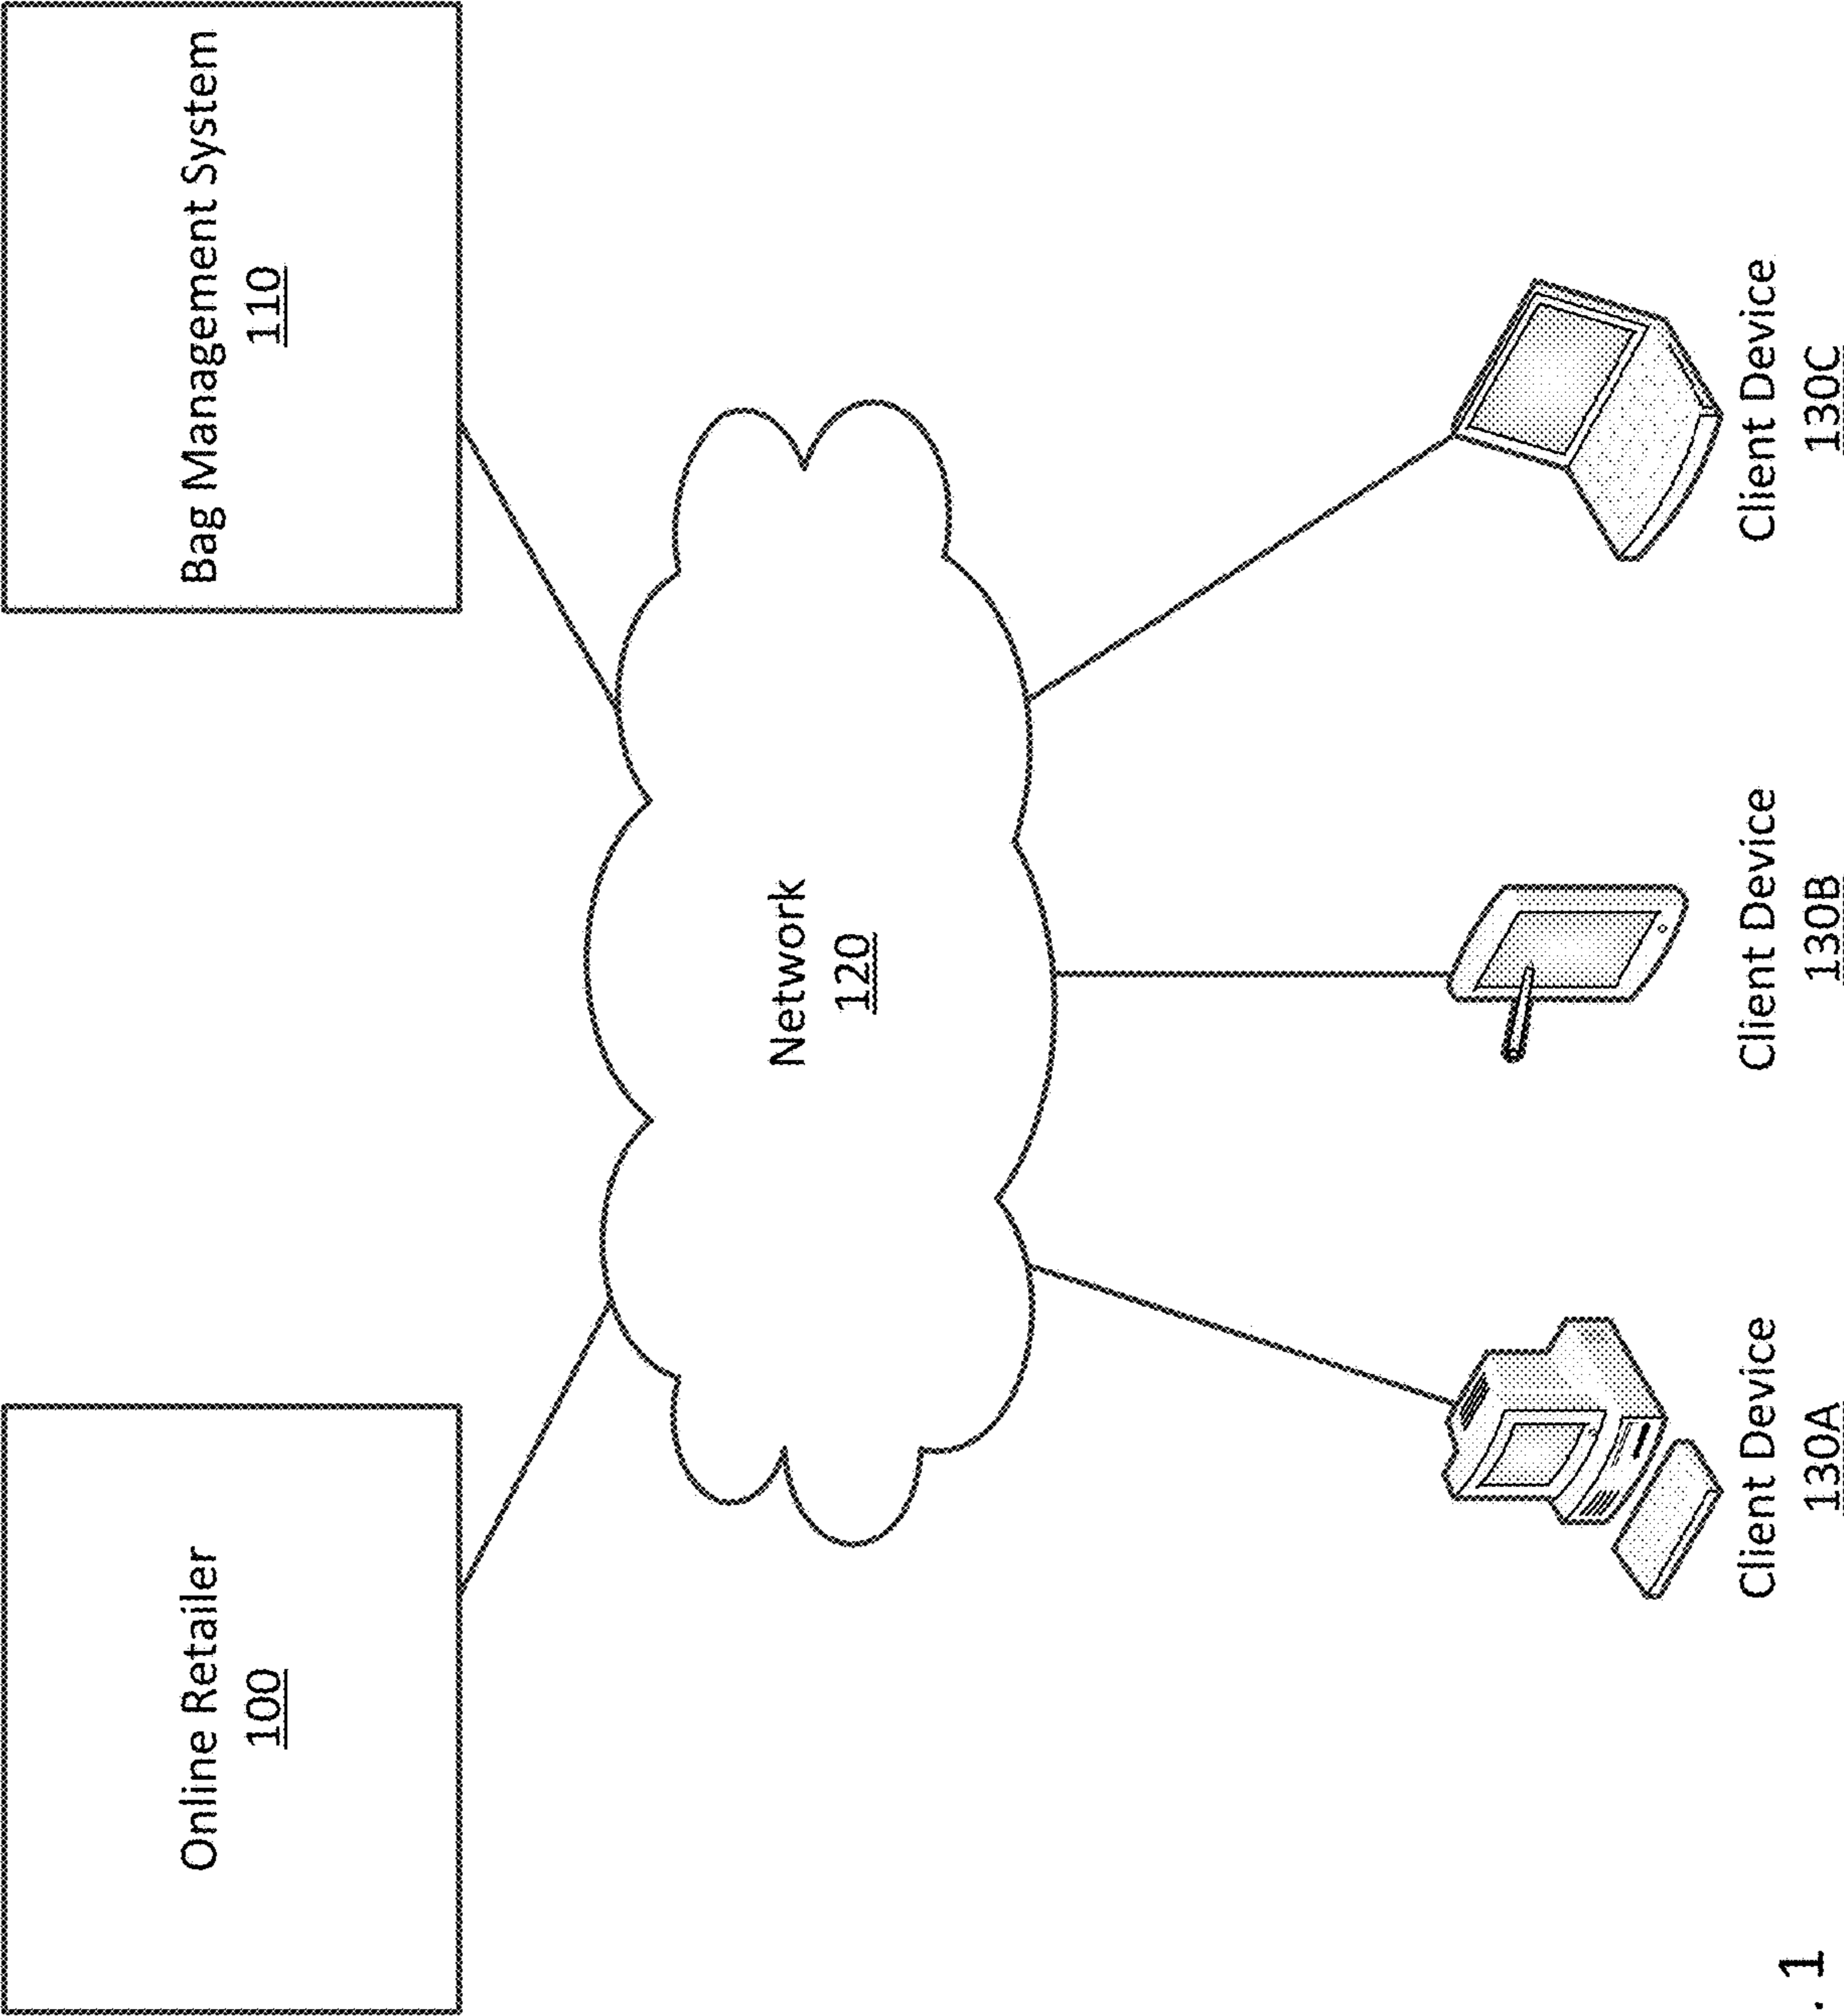 Online Retailer
100
Bag Management System
110
Network
120
Client Device
130A
Client Device
130B
Client Device
130C
. 1